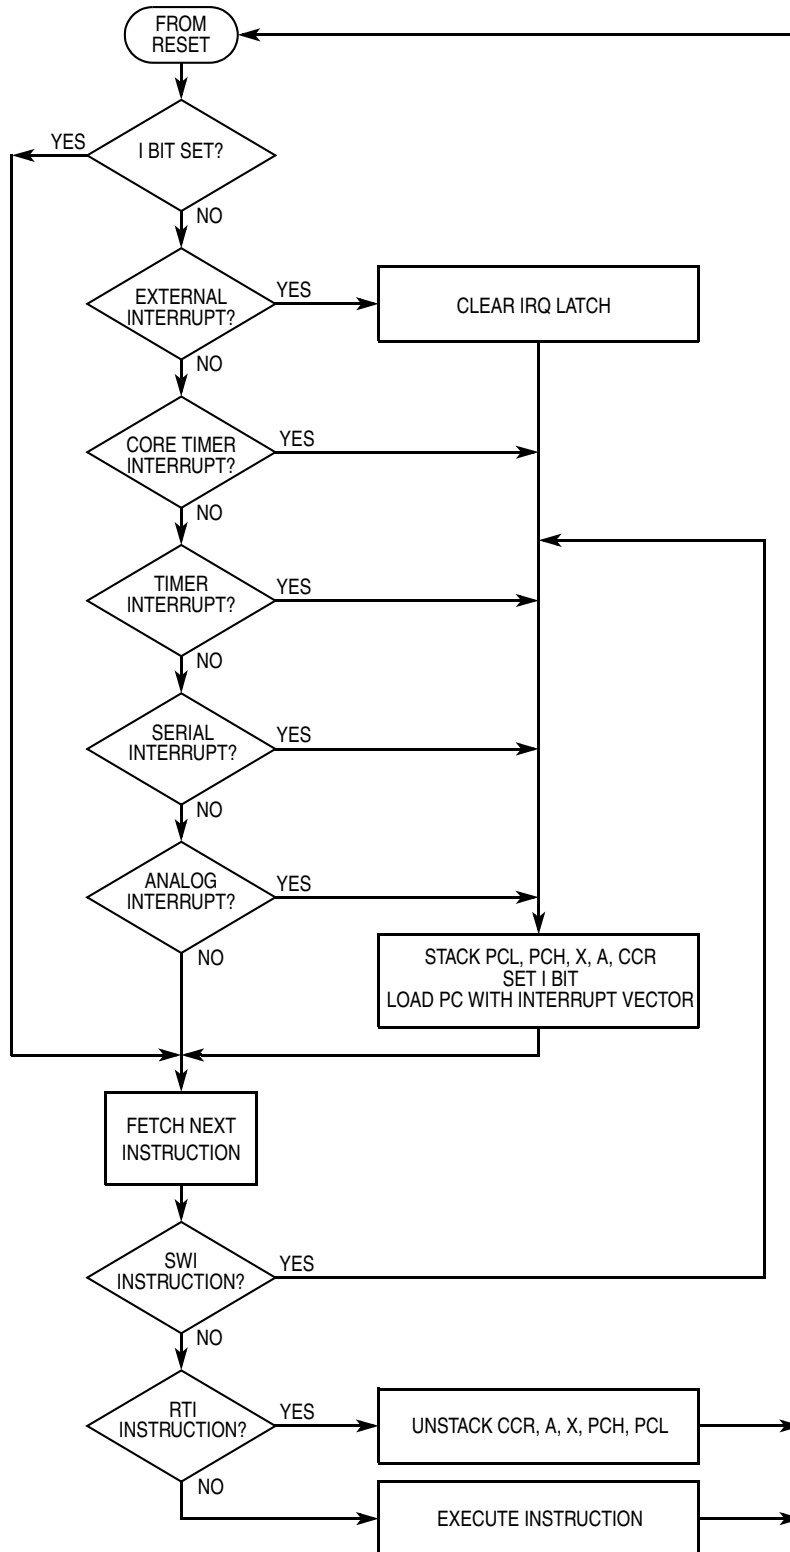 FROM
RESET
YES
I BIT SET?
NO
EXTERNAL
INTERRUPT?
YES
CLEAR IRQ LATCH
NO
CORE TIMER
INTERRUPT?
YES
NO
TIMER
INTERRUPT?
YES
NO
SERIAL
INTERRUPT?
YES
NO
ANALOG
INTERRUPT?
YES
NO
STACK PCL, PCH, X, A, CCR
SET I BIT
LOAD PC WITH INTERRUPT VECTOR
FETCH NEXT
INSTRUCTION
SWI
INSTRUCTION?
YES
NO
RTI
INSTRUCTION?
YES
UNSTACK CCR, A, X, PCH, PCL
NO
EXECUTE INSTRUCTION